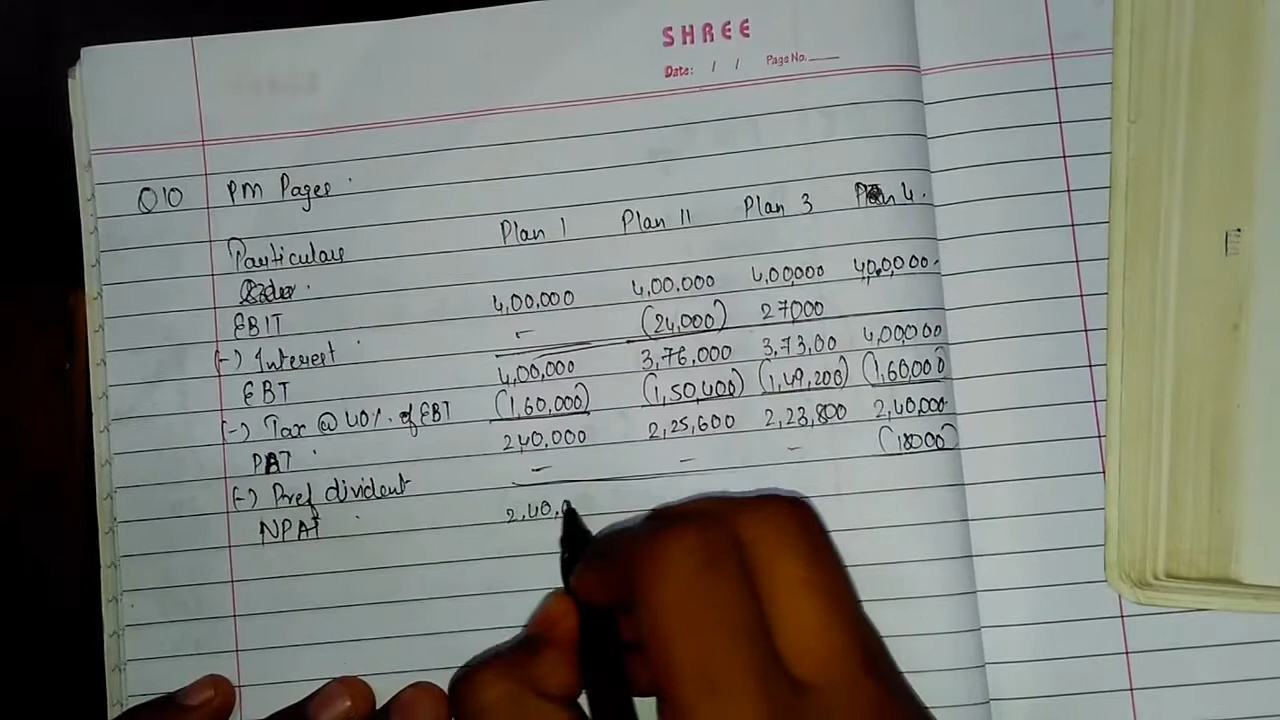 SHREE
Date: / / Page No.
Q10 PM Pages.
Plan 1 Plan 11 Plan 3 Plan 4.
Particulars
EBIT 4,00,000 4,00,000 4,00,000 4,00,000
(-) Interest - (24,000) 27000
EBT 4,00,000 3,76,000 3,73,00 4,00,000
(-) Tax @ 40%. of EBT (1,60,000) (1,50,400) (1,49,200) (1,60,000)
PAT 240,000 2,25,600 2,23,800 2,40,000
(-) Pref divident - - - (18000)
NPAT 2,40,0